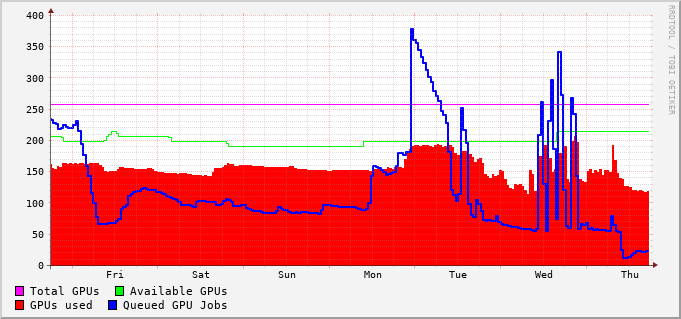 400
350
300
250
200
150
100
50
0
Fri Sat Sun Mon Tue Wed Thu
Total GPUs Available GPUs
GPUs used Queued GPU Jobs
RRDTOOL / TOBI OETIKER